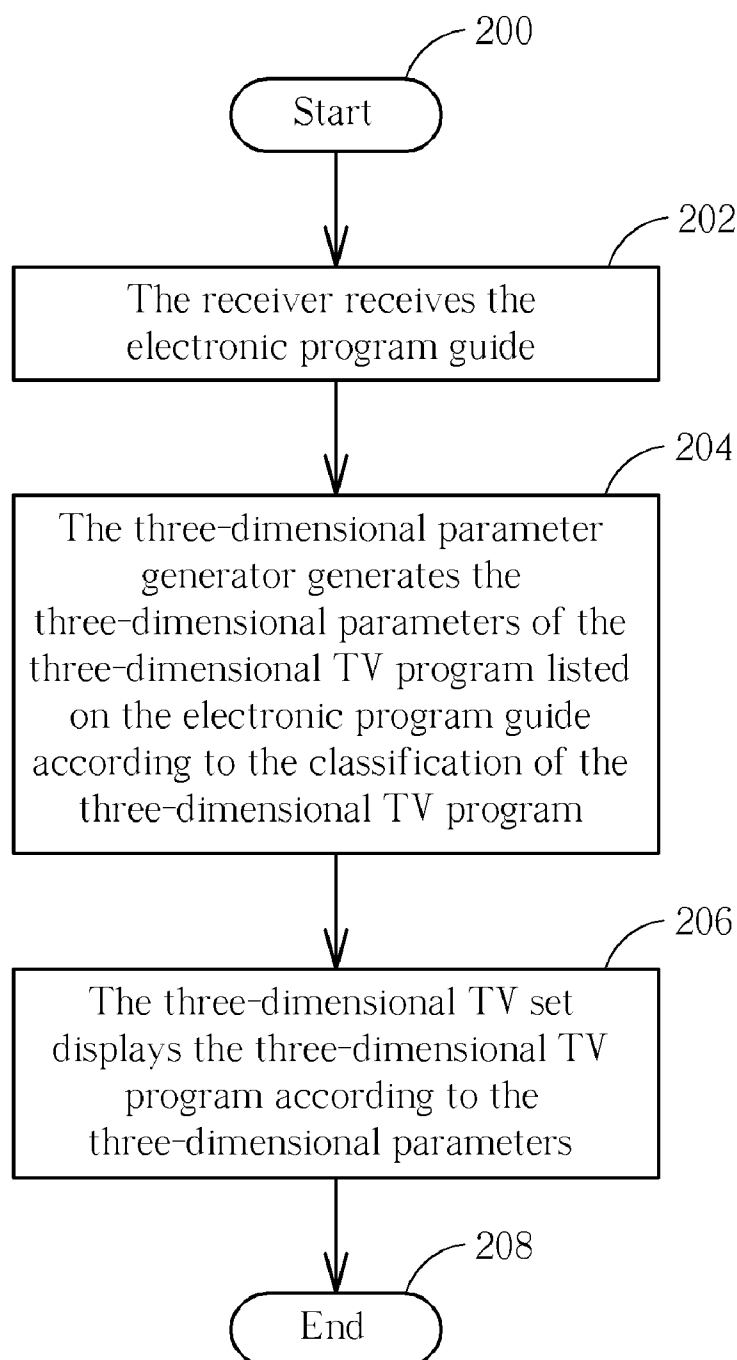 200
Start
202
The receiver receives the
electronic program guide
204
The three-dimensional parameter
generator generates the
three-dimensional parameters of the
three-dimensional TV program listed
on the electronic program guide
according to the classification of the
three-dimensional TV program
206
The three-dimensional TV set
displays the three-dimensional TV
program according to the
three-dimensional parameters
208
End